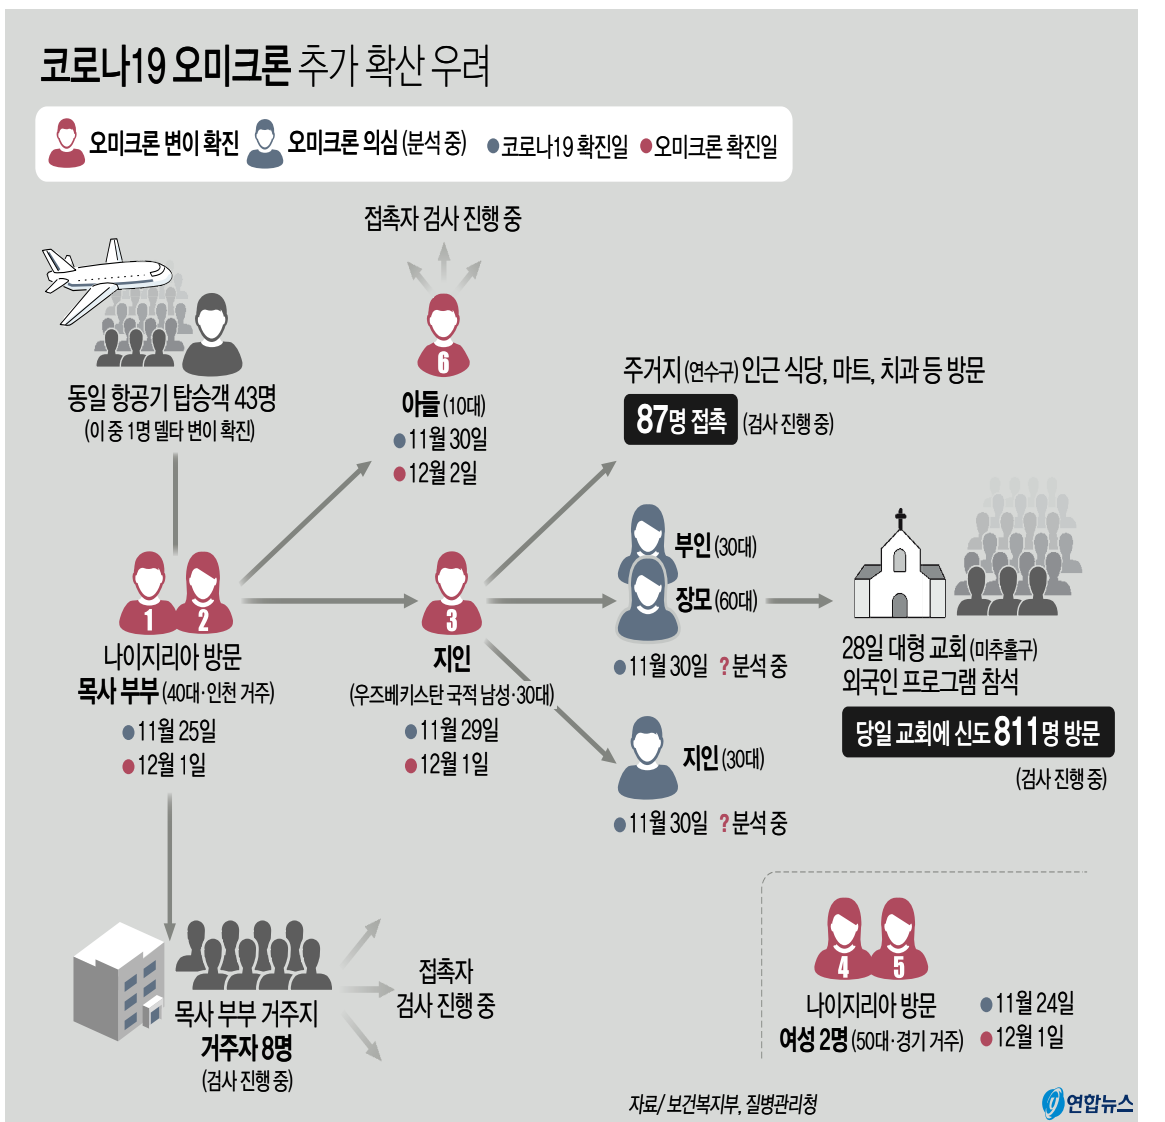 코로나19 오미크론 추가 확산 우려
오미크론 변이 확진
오미크론 의심 (분석 중)
코로나19 확진일
오미크론 확진일
접촉자 검사 진행 중
동일 항공기 탑승객 43명
(이 중 1명 델타 변이 확진)
6
아들 (10대)
11월 30일
12월 2일
주거지 (연수구) 인근 식당, 마트, 치과 등 방문
87명 접촉 (검사 진행 중)
1 2
나이지리아 방문
목사 부부 (40대·인천 거주)
11월 25일
12월 1일
3
지인
(우즈베키스탄 국적 남성·30대)
11월 29일
12월 1일
부인 (30대)
장모 (60대)
11월 30일 ? 분석 중
지인 (30대)
11월 30일 ? 분석 중
28일 대형 교회 (미추홀구)
외국인 프로그램 참석
당일 교회에 신도 811명 방문
(검사 진행 중)
목사 부부 거주지
거주자 8명
(검사 진행 중)
접촉자
검사 진행 중
4 5
나이지리아 방문
여성 2명 (50대·경기 거주)
11월 24일
12월 1일
자료/ 보건복지부, 질병관리청
연합뉴스